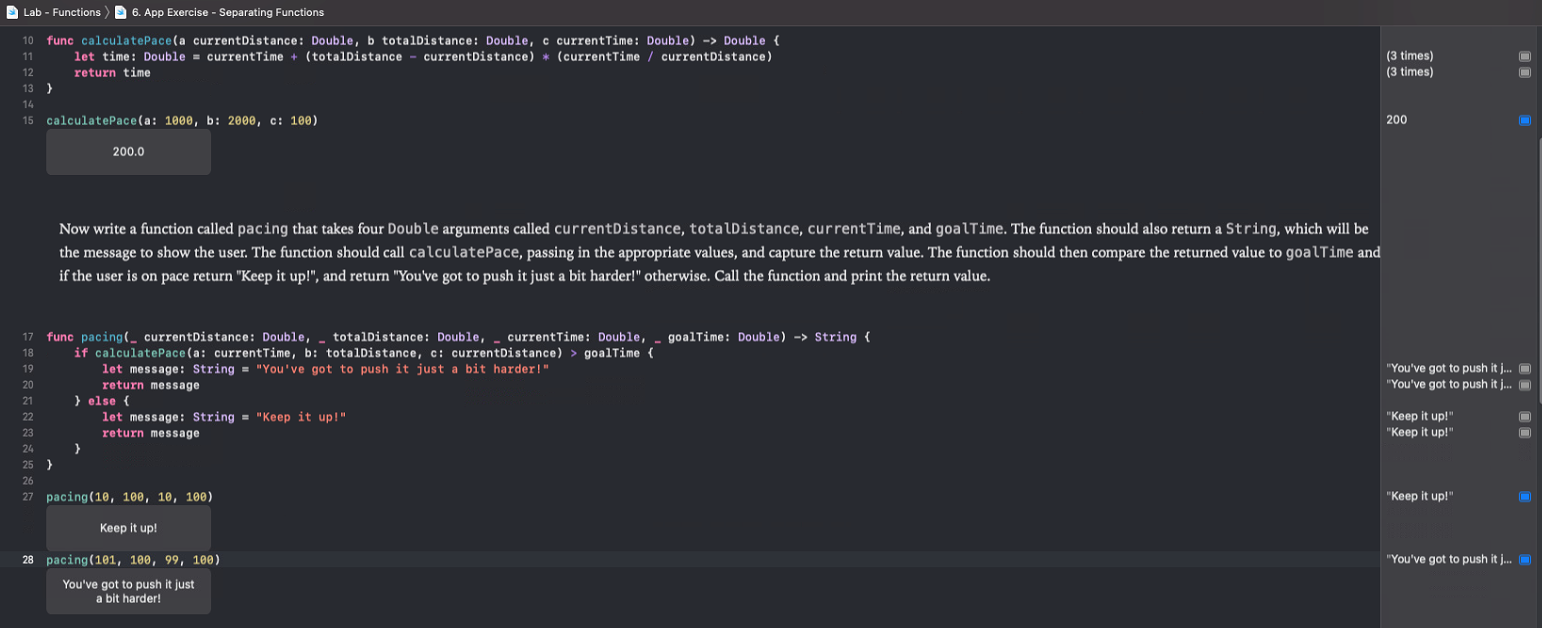 Lab - Functions 〉 6. App Exercise - Separating Functions
10 func calculatePace(a currentDistance: Double, b totalDistance: Double, c currentTime: Double) -> Double {
11 let time: Double = currentTime + (totalDistance - currentDistance) * (currentTime / currentDistance)
(3 times)
12 return time
(3 times)
13 }
14
15 calculatePace(a: 1000, b: 2000, c: 100)
200
200.0
Now write a function called pacing that takes four Double arguments called currentDistance, totalDistance, currentTime, and goalTime. The function should also return a String, which will be
the message to show the user. The function should call calculatePace, passing in the appropriate values, and capture the return value. The function should then compare the returned value to goalTime and
if the user is on pace return "Keep it up!", and return "You've got to push it just a bit harder!" otherwise. Call the function and print the return value.
17 func pacing(_ currentDistance: Double, _ totalDistance: Double, _ currentTime: Double, _ goalTime: Double) -> String {
18 if calculatePace(a: currentTime, b: totalDistance, c: currentDistance) > goalTime {
19 let message: String = "You've got to push it just a bit harder!"
"You've got to push it j...
20 return message
"You've got to push it j...
21 } else {
22 let message: String = "Keep it up!"
"Keep it up!"
23 return message
"Keep it up!"
24 }
25 }
26
27 pacing(10, 100, 10, 100)
"Keep it up!"
Keep it up!
28 pacing(101, 100, 99, 100)
"You've got to push it j...
You've got to push it just
a bit harder!